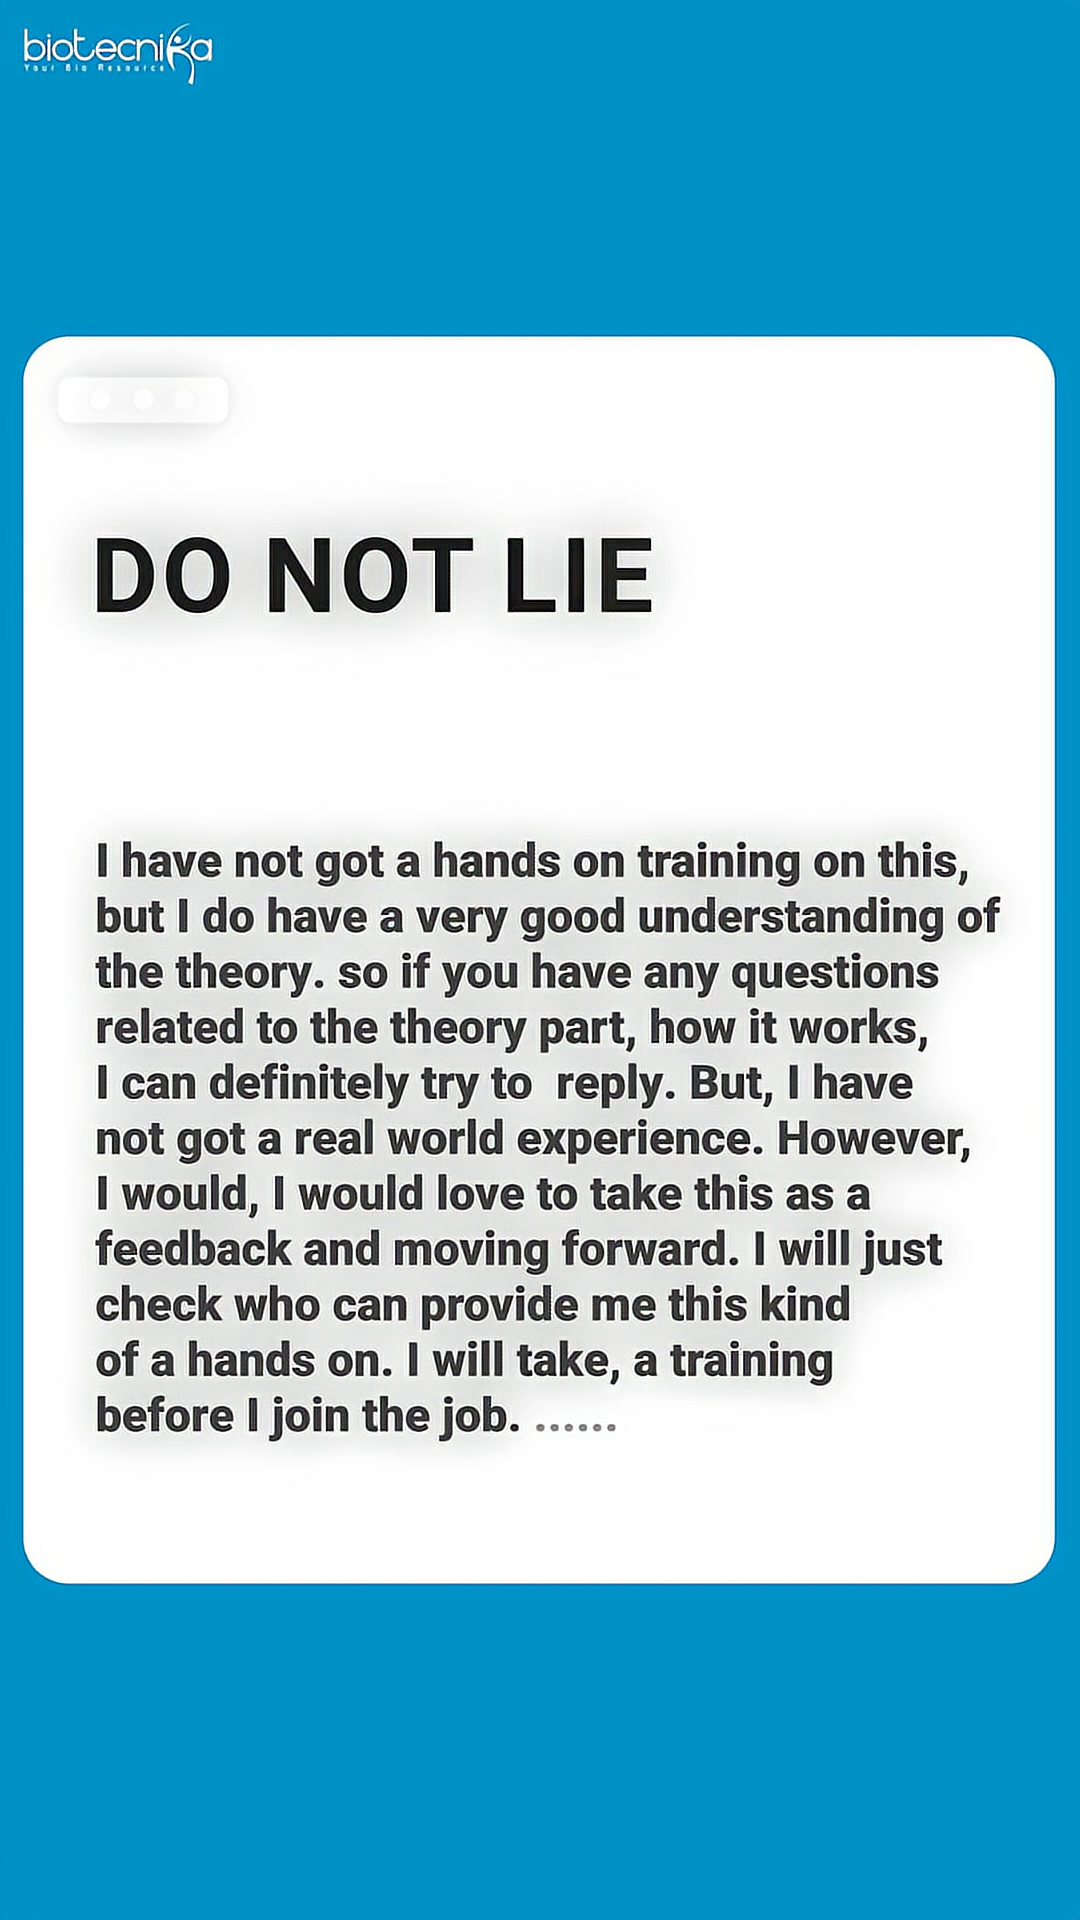 biotecnika
Your Bio Resource
DO NOT LIE
I have not got a hands on training on this,
but I do have a very good understanding of
the theory. so if you have any questions
related to the theory part, how it works,
I can definitely try to  reply. But, I have
not got a real world experience. However,
I would, I would love to take this as a
feedback and moving forward. I will just
check who can provide me this kind
of a hands on. I will take, a training
before I join the job. ......